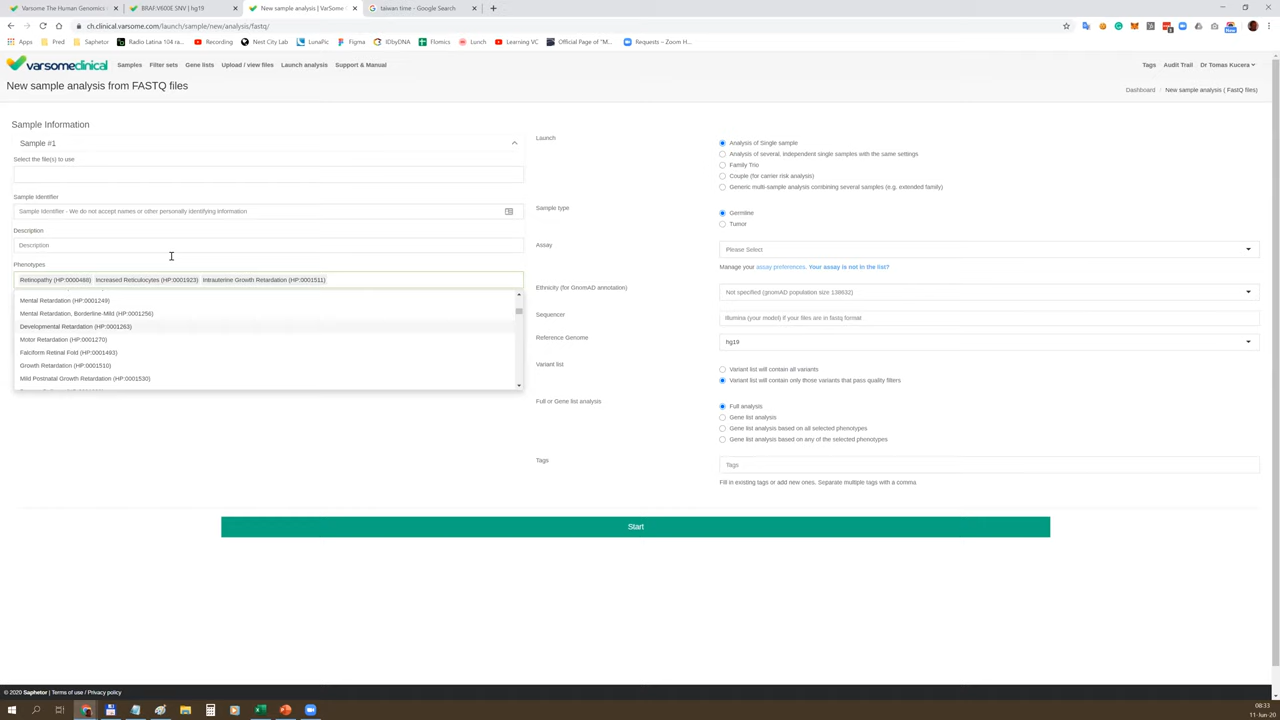 Varsome The Human Genomics
BRAF:V600E SNV | hg19
New sample analysis | VarSome
taiwan time - Google Search
ch.clinical.varsome.com/launch/sample/new/analysis/fastq/
Apps Pred Saphetor Radio Latina 104 ra... Recording Nest City Lab LunaPic Figma IDbyDNA Flomics Lunch Learning VC Official Page of "M... Requests – Zoom H...
varsomeclinical Samples Filter sets Gene lists Upload / view files Launch analysis Support & Manual Tags Audit Trail Dr Tomas Kucera
New sample analysis from FASTQ files
Dashboard / New sample analysis ( FastQ files)
Sample Information
Sample #1
Select the file(s) to use
Sample Identifier
Sample Identifier - We do not accept names or other personally identifying information
Description
Description
Phenotypes
Retinopathy (HP:0000488) Increased Reticulocytes (HP:0001923) Intrauterine Growth Retardation (HP:0001511)
Mental Retardation (HP:0001249)
Mental Retardation, Borderline-Mild (HP:0001256)
Developmental Retardation (HP:0001263)
Motor Retardation (HP:0001270)
Falciform Retinal Fold (HP:0001493)
Growth Retardation (HP:0001510)
Mild Postnatal Growth Retardation (HP:0001530)
Launch
Analysis of Single sample
Analysis of several, independent single samples with the same settings
Family Trio
Couple (for carrier risk analysis)
Generic multi-sample analysis combining several samples (e.g. extended family)
Sample type
Germline
Tumor
Assay
Please Select
Manage your assay preferences. Your assay is not in the list?
Ethnicity (for GnomAD annotation)
Not specified (gnomAD population size 138632)
Sequencer
Illumina (your model) if your files are in fastq format
Reference Genome
hg19
Variant list
Variant list will contain all variants
Variant list will contain only those variants that pass quality filters
Full or Gene list analysis
Full analysis
Gene list analysis
Gene list analysis based on all selected phenotypes
Gene list analysis based on any of the selected phenotypes
Tags
Tags
Fill in existing tags or add new ones. Separate multiple tags with a comma
Start
© 2020 Saphetor | Terms of use / Privacy policy
08:33
11-Jun-20